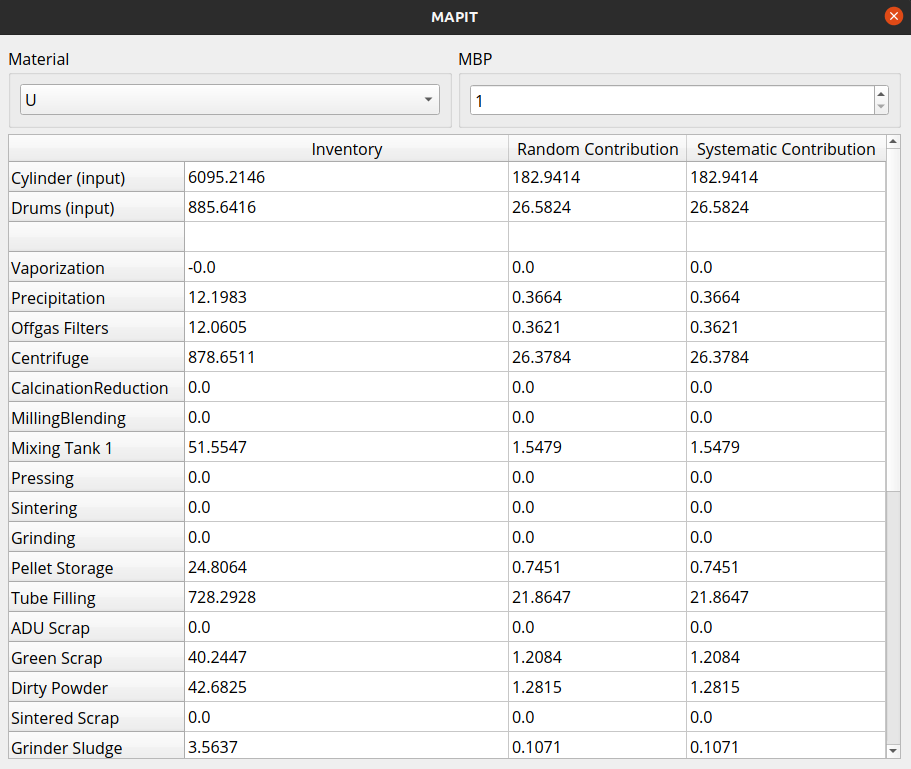 MAPIT
Material MBP
U 1
Inventory Random Contribution Systematic Contribution
Cylinder (input) 6095.2146 182.9414 182.9414
Drums (input) 885.6416 26.5824 26.5824
Vaporization -0.0 0.0 0.0
Precipitation 12.1983 0.3664 0.3664
Offgas Filters 12.0605 0.3621 0.3621
Centrifuge 878.6511 26.3784 26.3784
CalcinationReduction 0.0 0.0 0.0
MillingBlending 0.0 0.0 0.0
Mixing Tank 1 51.5547 1.5479 1.5479
Pressing 0.0 0.0 0.0
Sintering 0.0 0.0 0.0
Grinding 0.0 0.0 0.0
Pellet Storage 24.8064 0.7451 0.7451
Tube Filling 728.2928 21.8647 21.8647
ADU Scrap 0.0 0.0 0.0
Green Scrap 40.2447 1.2084 1.2084
Dirty Powder 42.6825 1.2815 1.2815
Sintered Scrap 0.0 0.0 0.0
Grinder Sludge 3.5637 0.1071 0.1071